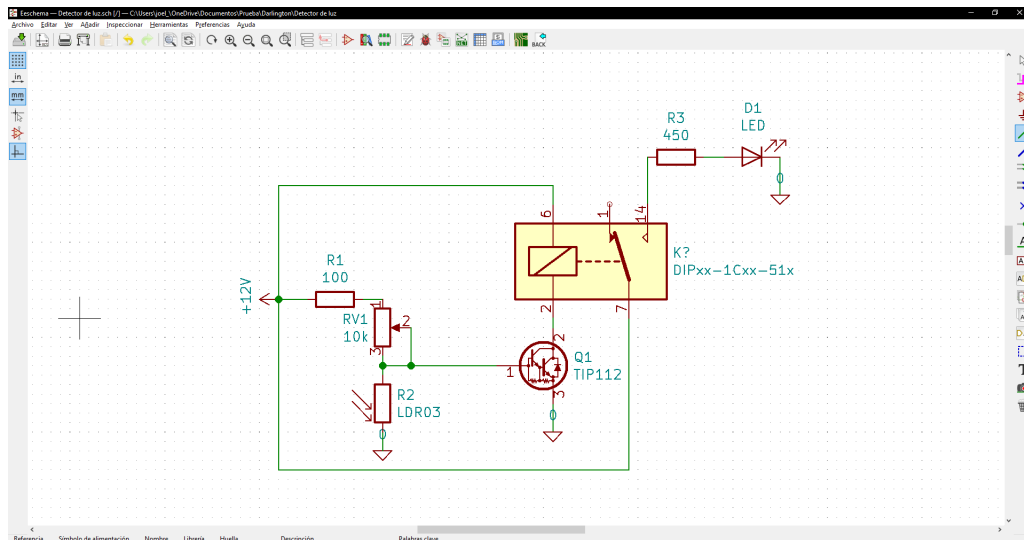 Eeschema — Detector de luz.sch [/] — C:\Users\joel_\OneDrive\Documentos\Prueba\Darlington\Detector de luz
Archivo Editar Ver Añadir Inspeccionar Herramientas Preferencias Ayuda
BACK
in
mm
D1
LED
R3
450
0
6
1
14
K?
DIPxx-1Cxx-51x
R1
100
+12V
1
RV1
2
10k
3
2
7
2
Q1
1
TIP112
3
R2
LDR03
0
0
T
Referencia Símbolo de alimentación Nombre Librería Huella Descripción Palabras clave